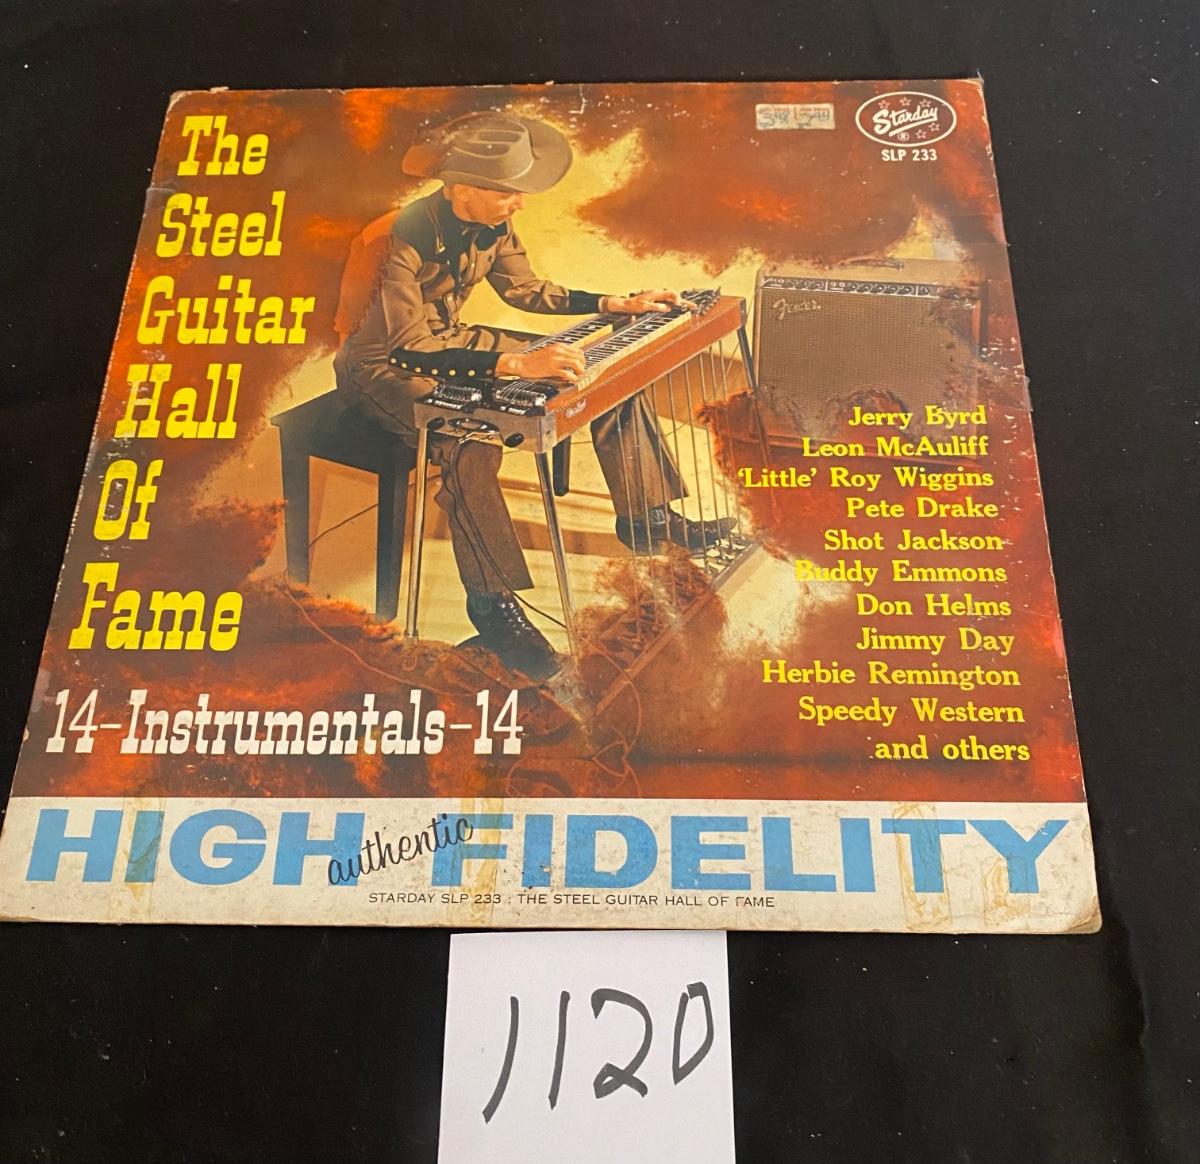 The
Steel
Guitar
Hall
Of
Fame
14-Instrumentals-14
Starday
®
SLP 233
Fender
Jerry Byrd
Leon McAuliff
'Little' Roy Wiggins
Pete Drake
Shot Jackson
Buddy Emmons
Don Helms
Jimmy Day
Herbie Remington
Speedy Western
and others
HIGH authentic FIDELITY
STARDAY SLP 233 : THE STEEL GUITAR HALL OF FAME
1120